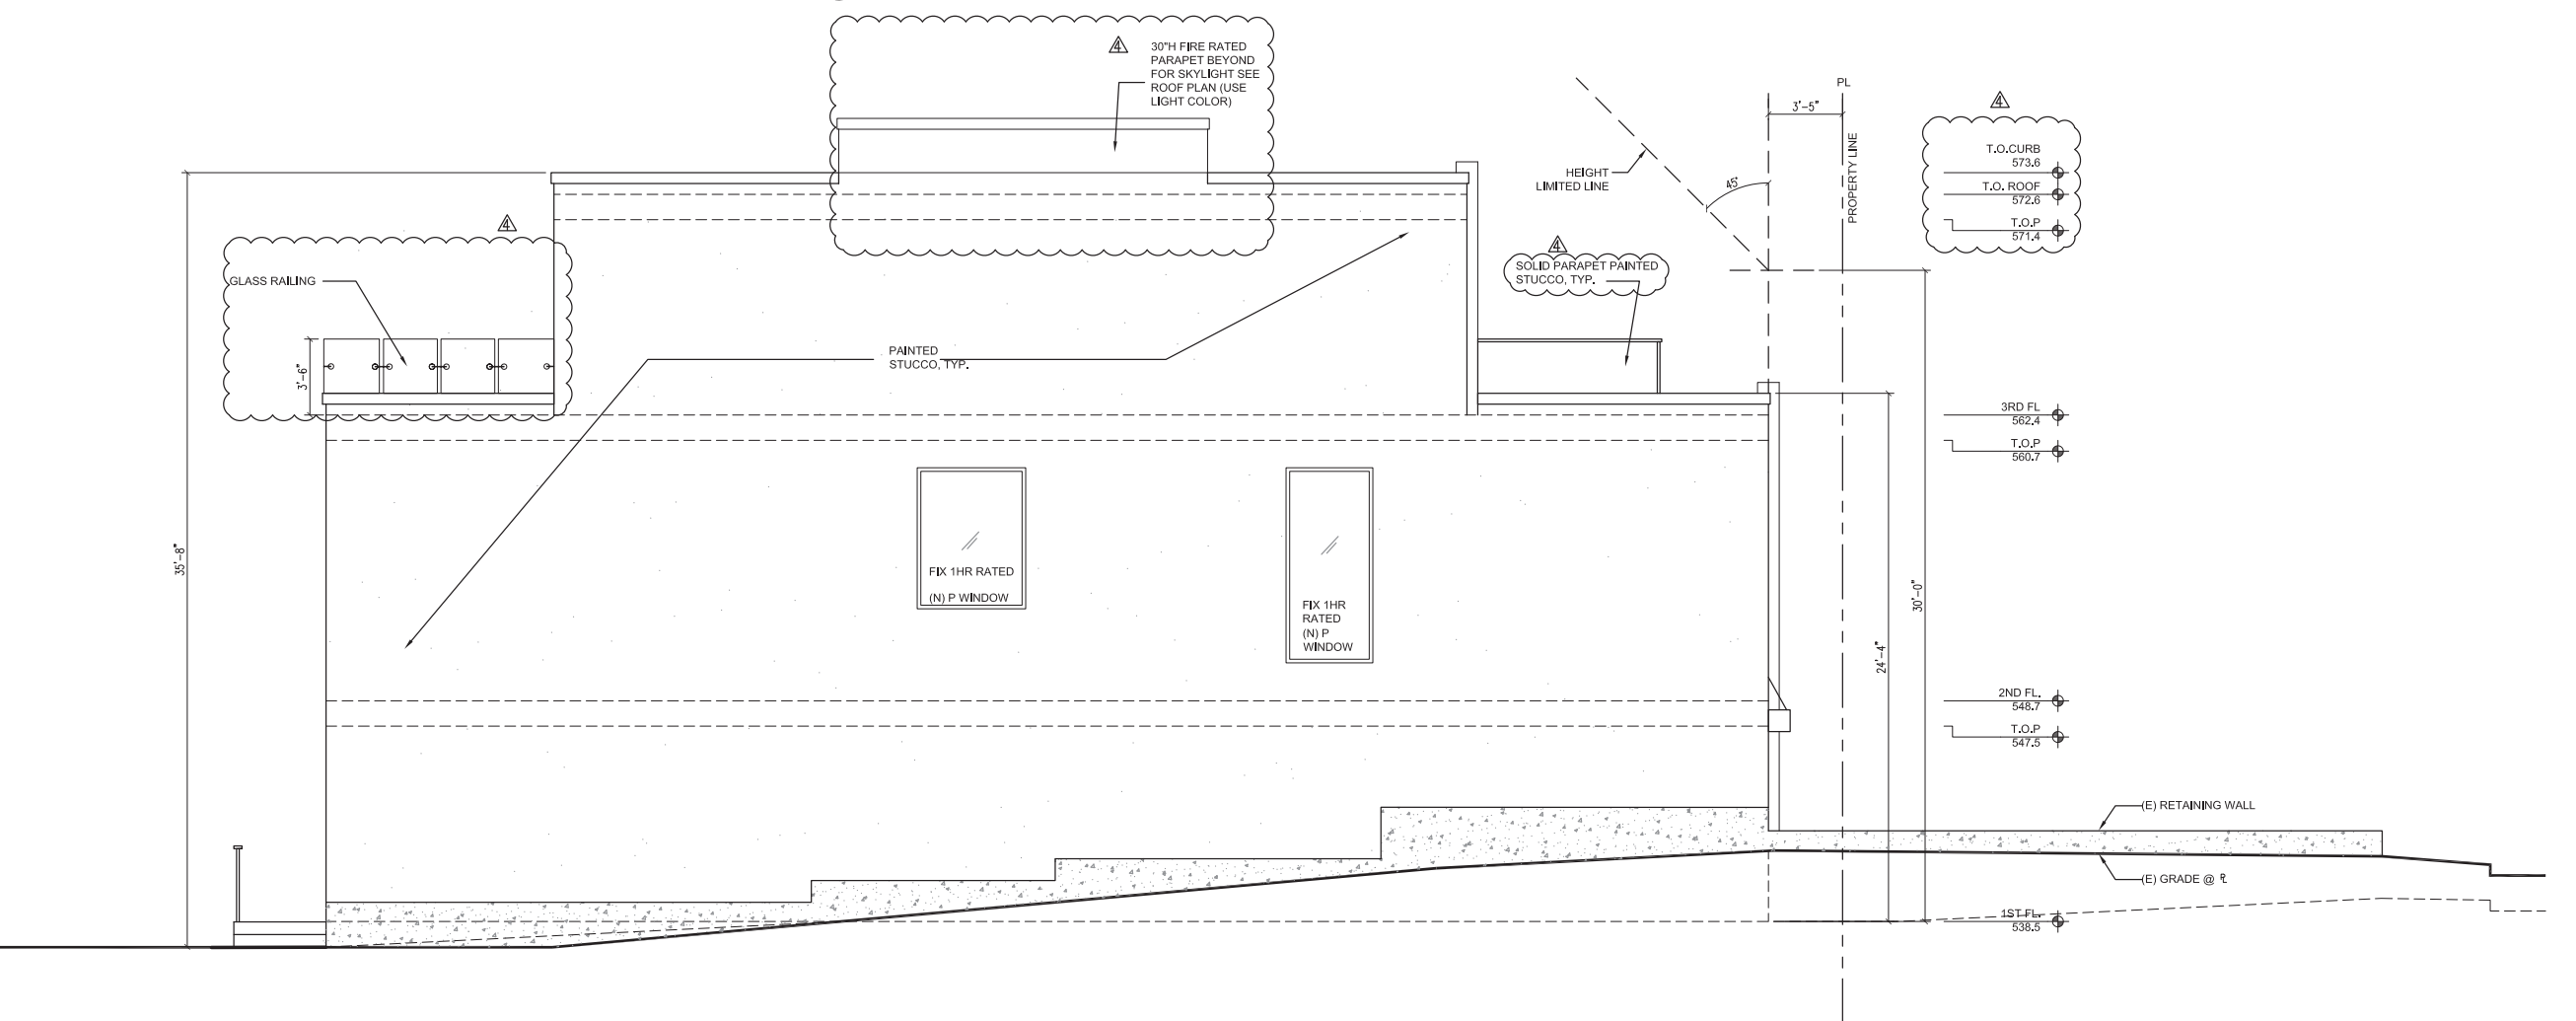 4
30"H FIRE RATED
PARAPET BEYOND
FOR SKYLIGHT SEE
ROOF PLAN (USE
LIGHT COLOR)
PL
3'-5"
PROPERTY LINE
HEIGHT
LIMITED LINE
45°
4
T.O.CURB
573.6
T.O. ROOF
572.6
T.O.P
571.4
4
GLASS RAILING
3'-6"
4
SOLID PARAPET PAINTED
STUCCO, TYP.
PAINTED
STUCCO, TYP.
3RD FL
562.4
T.O.P
560.7
35'-8"
FIX 1HR RATED
(N) P WINDOW
FIX 1HR
RATED
(N) P
WINDOW
30'-0"
24'-4"
2ND FL.
548.7
T.O.P
547.5
(E) RETAINING WALL
(E) GRADE @ ⅊
1ST FL.
538.5